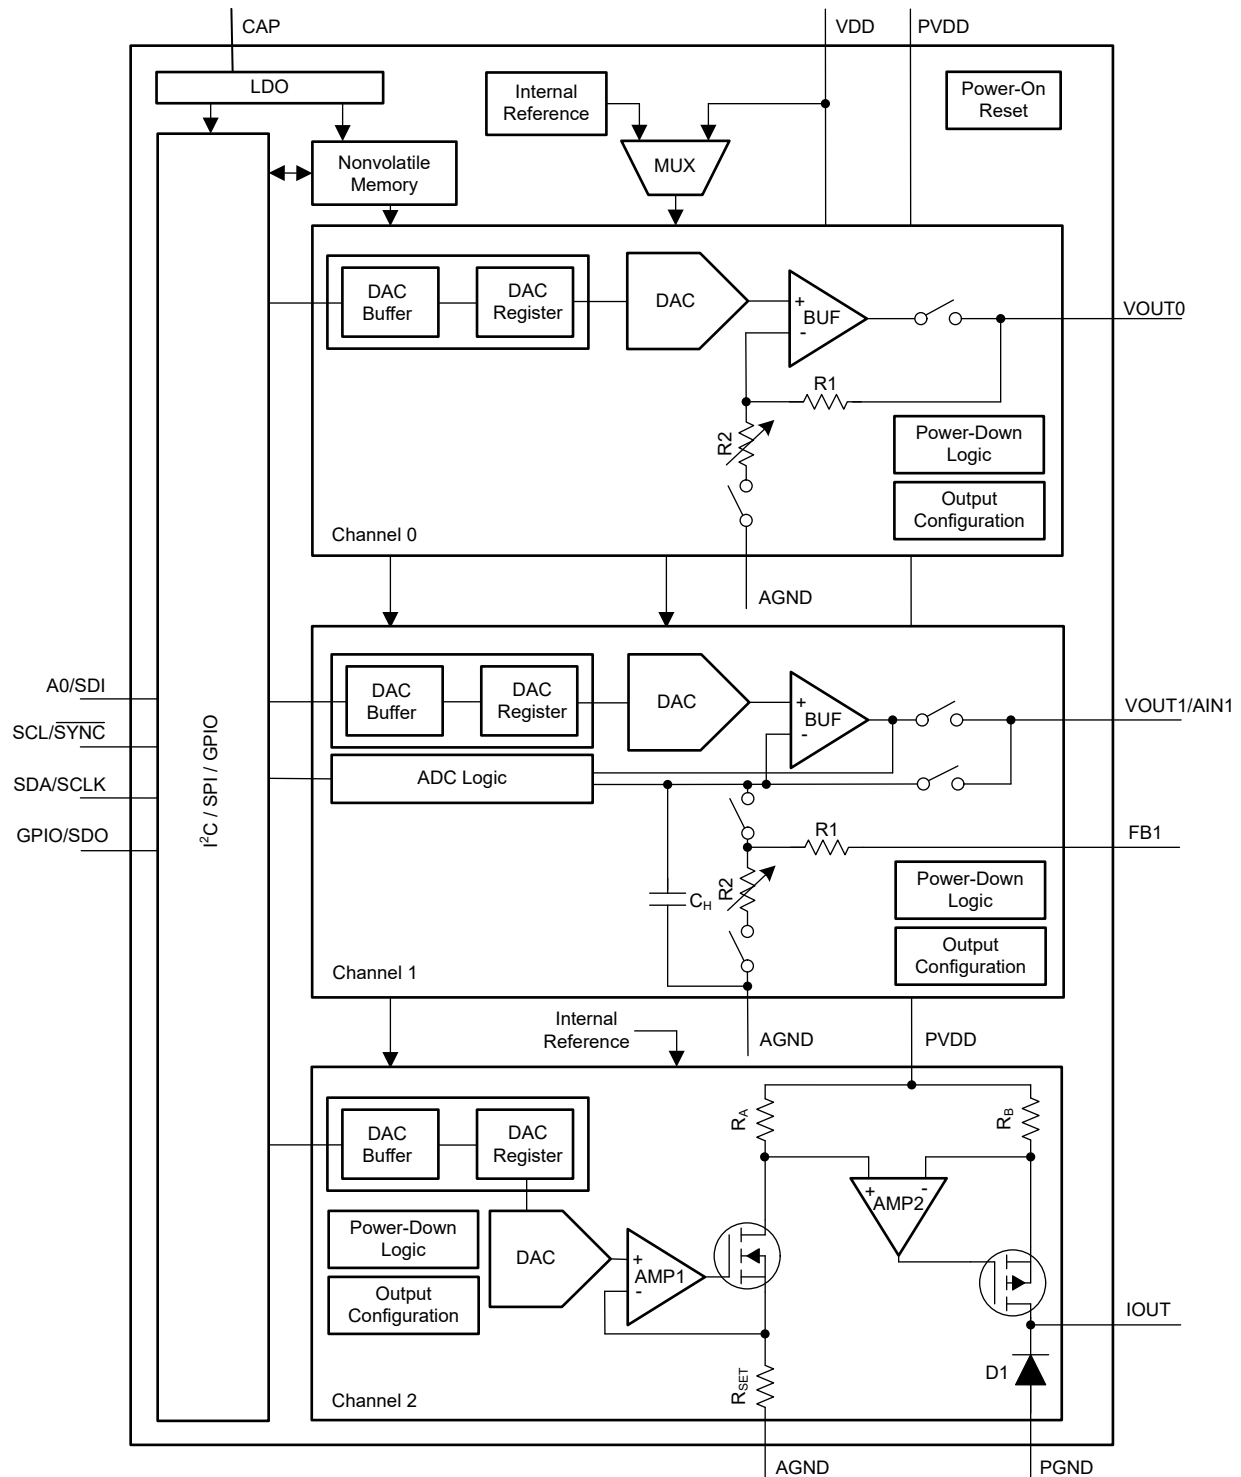 CAP
VDD
PVDD
LDO
Internal
Reference
Power-On
Reset
Nonvolatile
Memory
MUX
DAC
Buffer
DAC
Register
DAC
+
BUF
-
VOUT0
R1
R2
Power-Down
Logic
Output
Configuration
Channel 0
AGND
A0/SDI
SCL/SYNC
SDA/SCLK
GPIO/SDO
I²C / SPI / GPIO
DAC
Buffer
DAC
Register
DAC
+
BUF
-
VOUT1/AIN1
ADC Logic
R1
FB1
R2
CH
Power-Down
Logic
Output
Configuration
Channel 1
Internal
Reference
AGND
PVDD
DAC
Buffer
DAC
Register
RA
RB
+
-
AMP2
Power-Down
Logic
DAC
+
AMP1
-
Output
Configuration
IOUT
RSET
D1
Channel 2
AGND
PGND